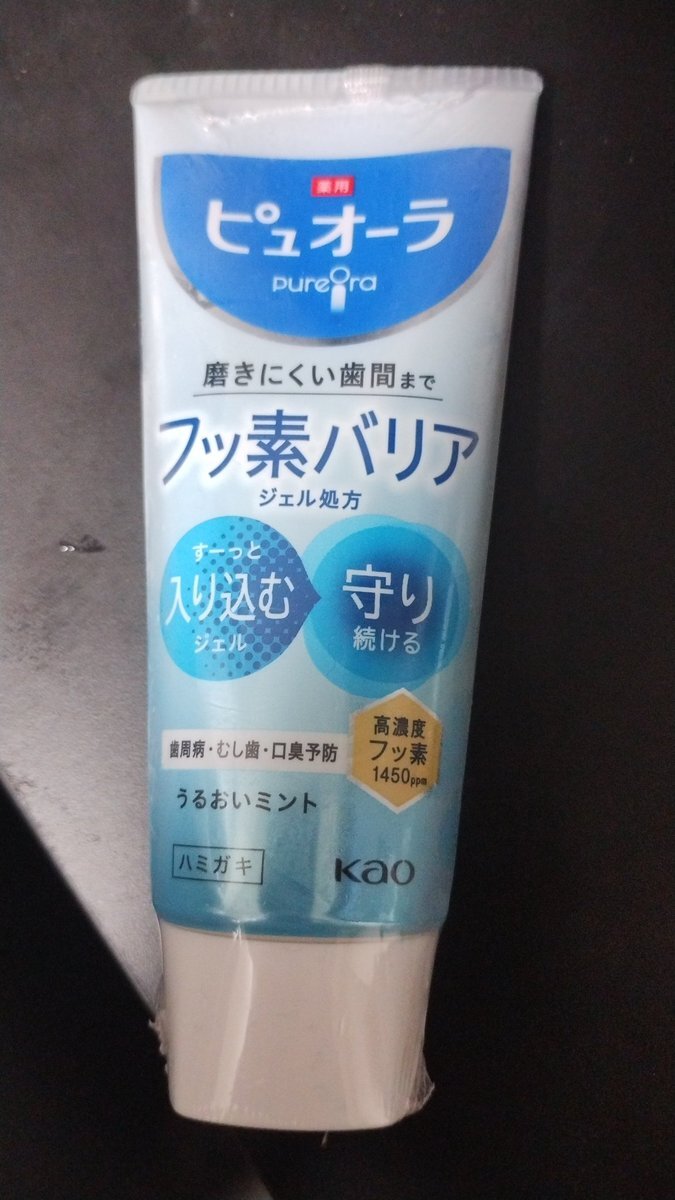 薬用
ピュオーラ
PureOra
磨きにくい歯間まで
フッ素バリア
ジェル処方
すーっと
入り込む
ジェル
守り
続ける
歯周病・むし歯・口臭予防
高濃度
フッ素
1450ppm
うるおいミント
ハミガキ
Kao